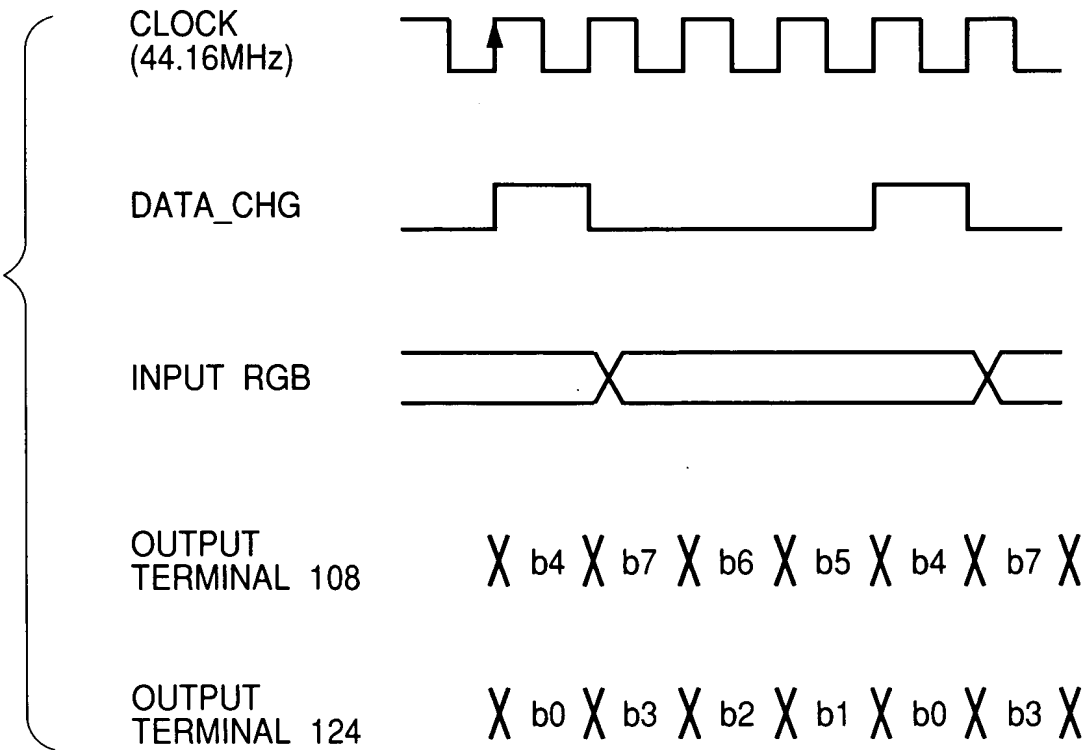 CLOCK
(44.16MHz)
DATA_CHG
INPUT RGB
OUTPUT
TERMINAL 108
b4 b7 b6 b5 b4 b7
OUTPUT
TERMINAL 124
b0 b3 b2 b1 b0 b3